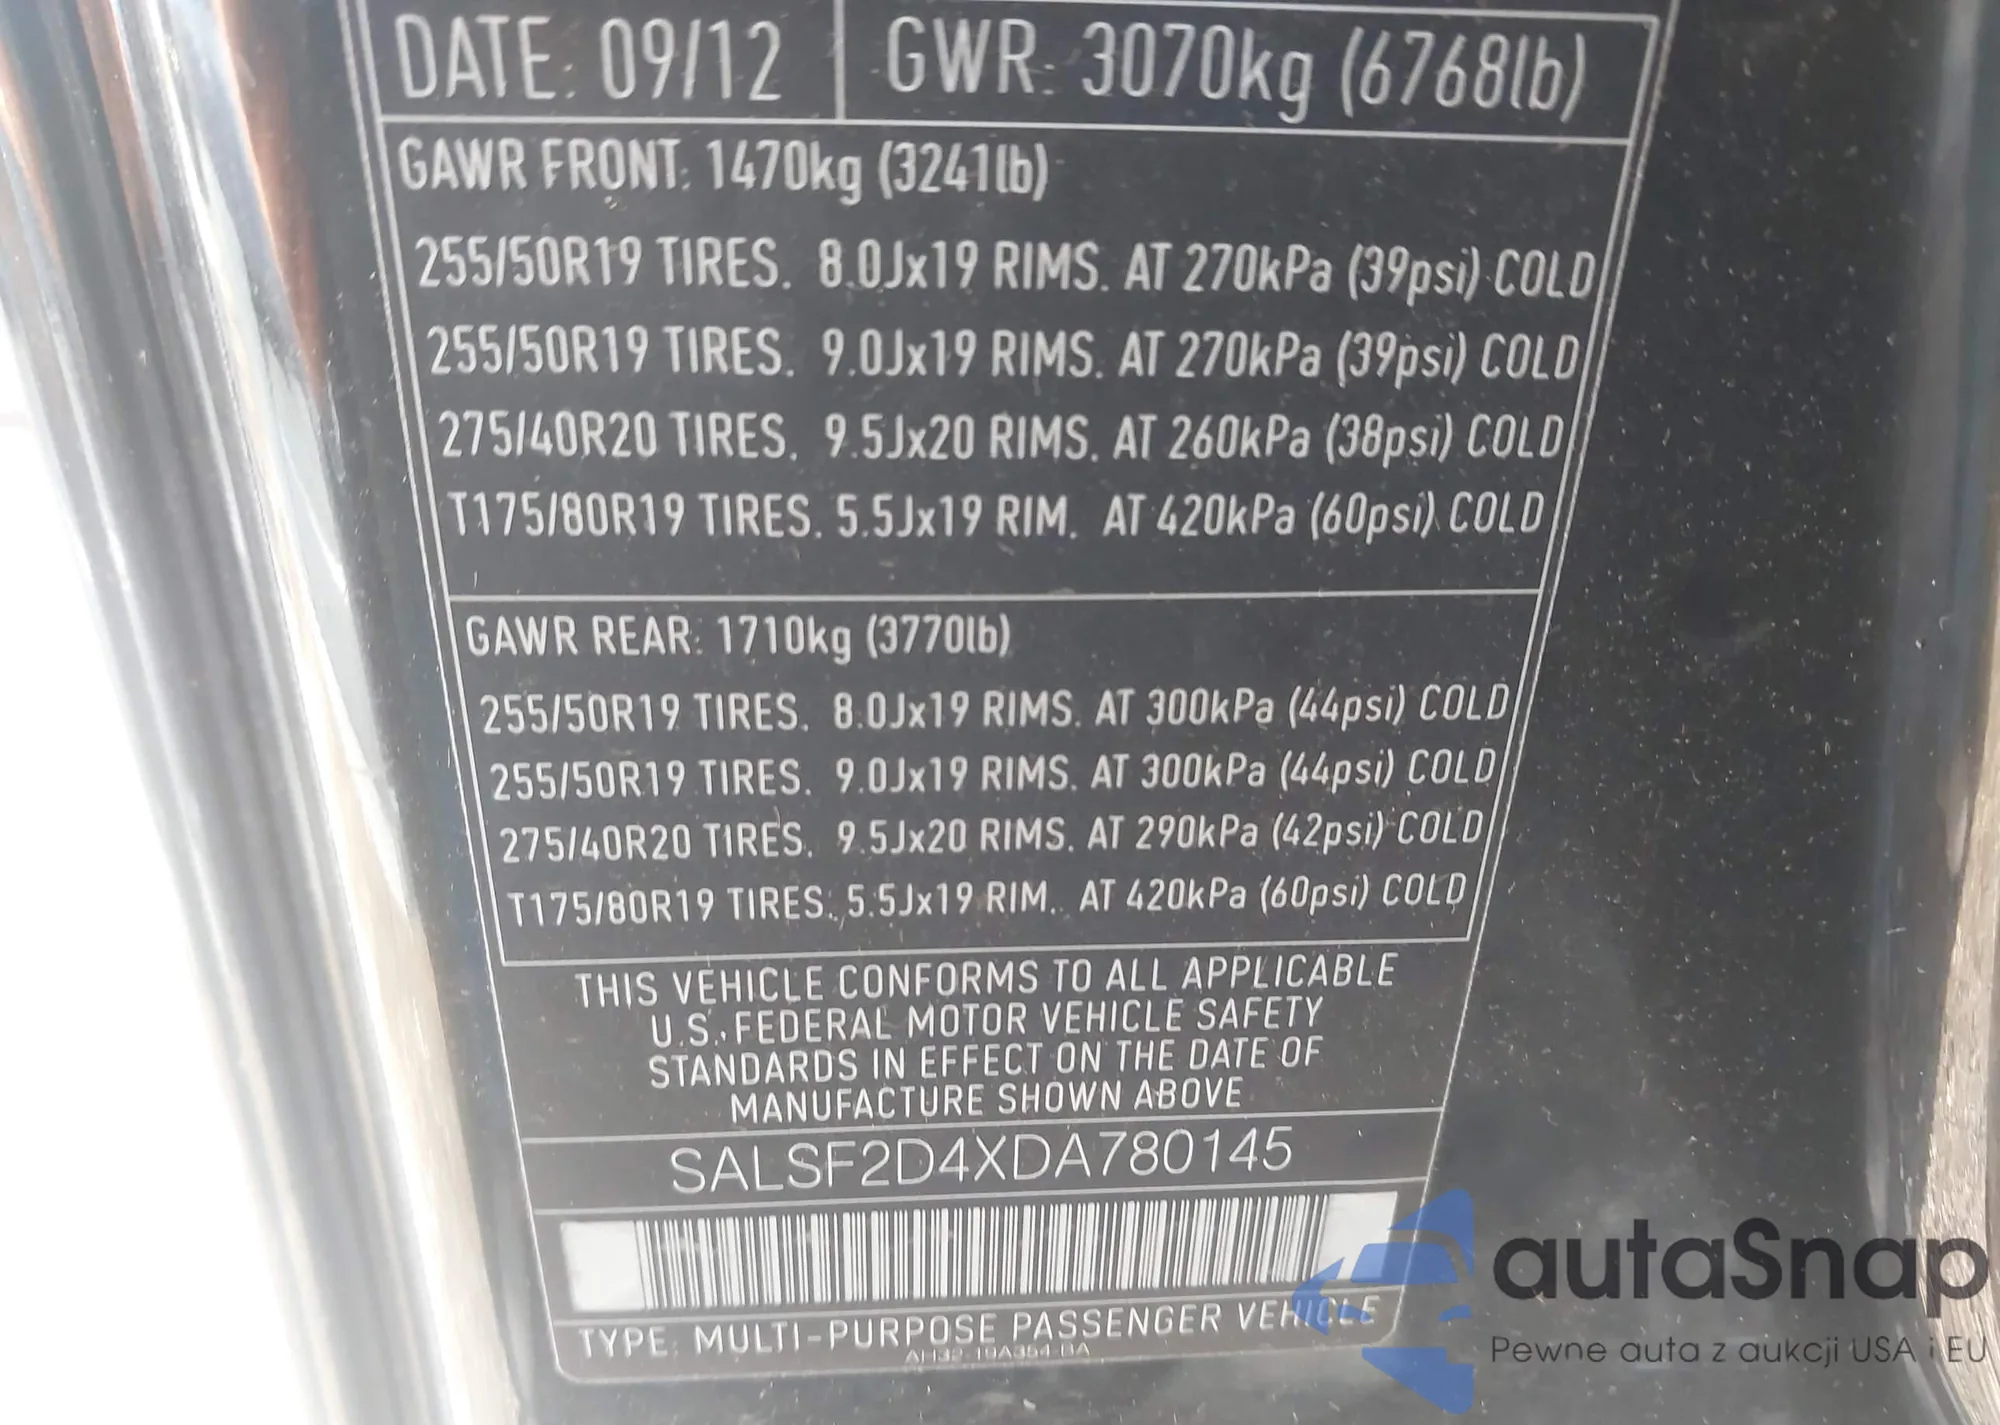 DATE: 09/12 GWR: 3070kg (6768lb)
GAWR FRONT: 1470kg (3241lb)
255/50R19 TIRES. 8.0Jx19 RIMS. AT 270kPa (39psi) COLD
255/50R19 TIRES. 9.0Jx19 RIMS. AT 270kPa (39psi) COLD
275/40R20 TIRES. 9.5Jx20 RIMS. AT 260kPa (38psi) COLD
T175/80R19 TIRES. 5.5Jx19 RIM. AT 420kPa (60psi) COLD
GAWR REAR: 1710kg (3770lb)
255/50R19 TIRES. 8.0Jx19 RIMS. AT 300kPa (44psi) COLD
255/50R19 TIRES. 9.0Jx19 RIMS. AT 300kPa (44psi) COLD
275/40R20 TIRES. 9.5Jx20 RIMS. AT 290kPa (42psi) COLD
T175/80R19 TIRES. 5.5Jx19 RIM. AT 420kPa (60psi) COLD
THIS VEHICLE CONFORMS TO ALL APPLICABLE
U.S. FEDERAL MOTOR VEHICLE SAFETY
STANDARDS IN EFFECT ON THE DATE OF
MANUFACTURE SHOWN ABOVE
SALSF2D4XDA780145
TYPE: MULTI-PURPOSE PASSENGER VEHICLE
autaSnap
Pewne auta z aukcji USA i EU